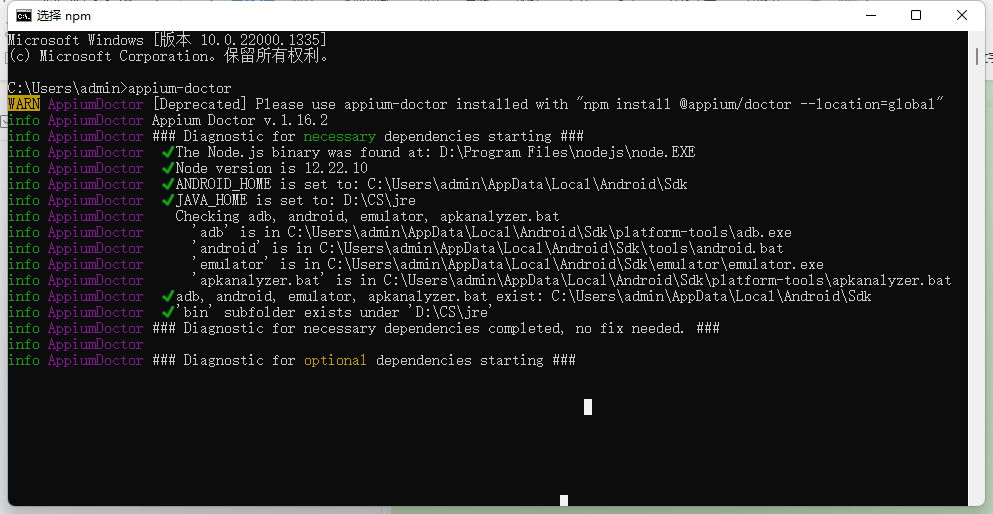 选择 npm
Microsoft Windows [版本 10.0.22000.1335]
(c) Microsoft Corporation。保留所有权利。
C:\Users\admin>appium-doctor
WARN AppiumDoctor [Deprecated] Please use appium-doctor installed with "npm install @appium/doctor --location=global"
info AppiumDoctor Appium Doctor v.1.16.2
info AppiumDoctor ### Diagnostic for necessary dependencies starting ###
info AppiumDoctor ✔The Node.js binary was found at: D:\Program Files\nodejs\node.EXE
info AppiumDoctor ✔Node version is 12.22.10
info AppiumDoctor ✔ANDROID_HOME is set to: C:\Users\admin\AppData\Local\Android\Sdk
info AppiumDoctor ✔JAVA_HOME is set to: D:\CS\jre
info AppiumDoctor Checking adb, android, emulator, apkanalyzer.bat
info AppiumDoctor 'adb' is in C:\Users\admin\AppData\Local\Android\Sdk\platform-tools\adb.exe
info AppiumDoctor 'android' is in C:\Users\admin\AppData\Local\Android\Sdk\tools\android.bat
info AppiumDoctor 'emulator' is in C:\Users\admin\AppData\Local\Android\Sdk\emulator\emulator.exe
info AppiumDoctor 'apkanalyzer.bat' is in C:\Users\admin\AppData\Local\Android\Sdk\platform-tools\apkanalyzer.bat
info AppiumDoctor ✔adb, android, emulator, apkanalyzer.bat exist: C:\Users\admin\AppData\Local\Android\Sdk
info AppiumDoctor ✔'bin' subfolder exists under 'D:\CS\jre'
info AppiumDoctor ### Diagnostic for necessary dependencies completed, no fix needed. ###
info AppiumDoctor
info AppiumDoctor ### Diagnostic for optional dependencies starting ###